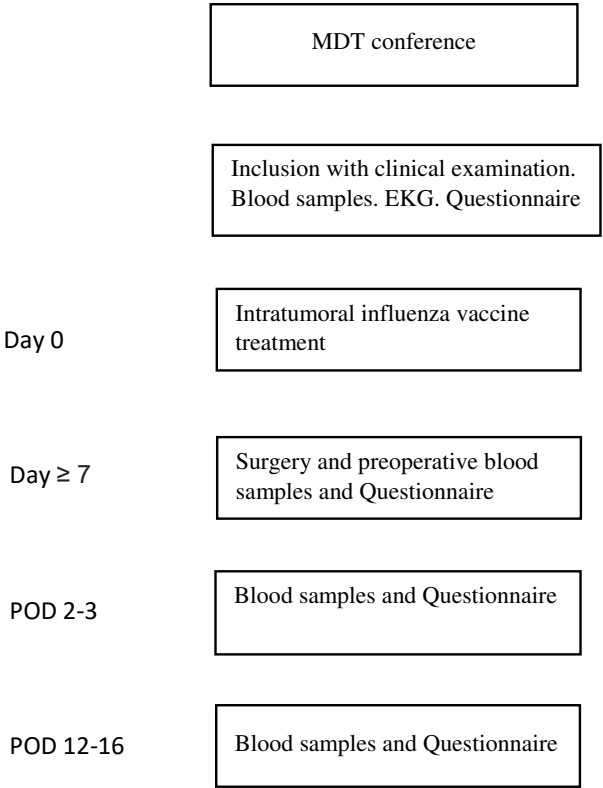 MDT conference
Inclusion with clinical examination.
Blood samples. EKG. Questionnaire
Day 0
Intratumoral influenza vaccine
treatment
Day ≥ 7
Surgery and preoperative blood
samples and Questionnaire
POD 2-3
Blood samples and Questionnaire
POD 12-16
Blood samples and Questionnaire